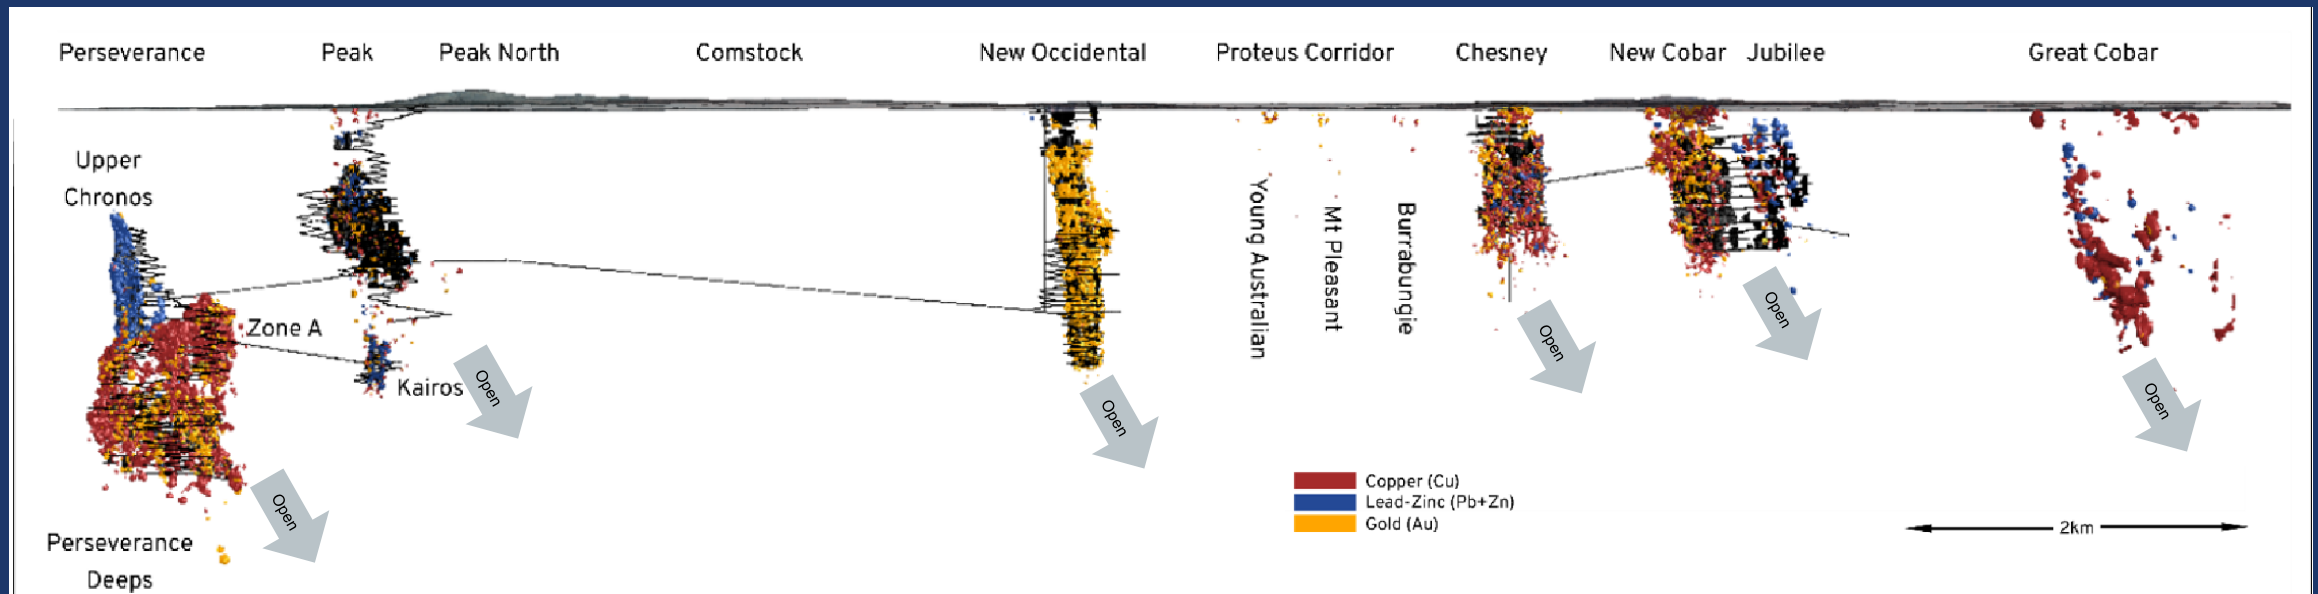 Perseverance
Peak
Peak North
Comstock
New Occidental
Proteus Corridor
Chesney
New Cobar
Jubilee
Great Cobar
Upper
Chronos
Zone A
Kairos
Young Australian
Mt Pleasant
Burrabungie
Open
Open
Open
Open
Open
Open
Copper (Cu)
Lead-Zinc (Pb+Zn)
Gold (Au)
2km
Perseverance
Deeps